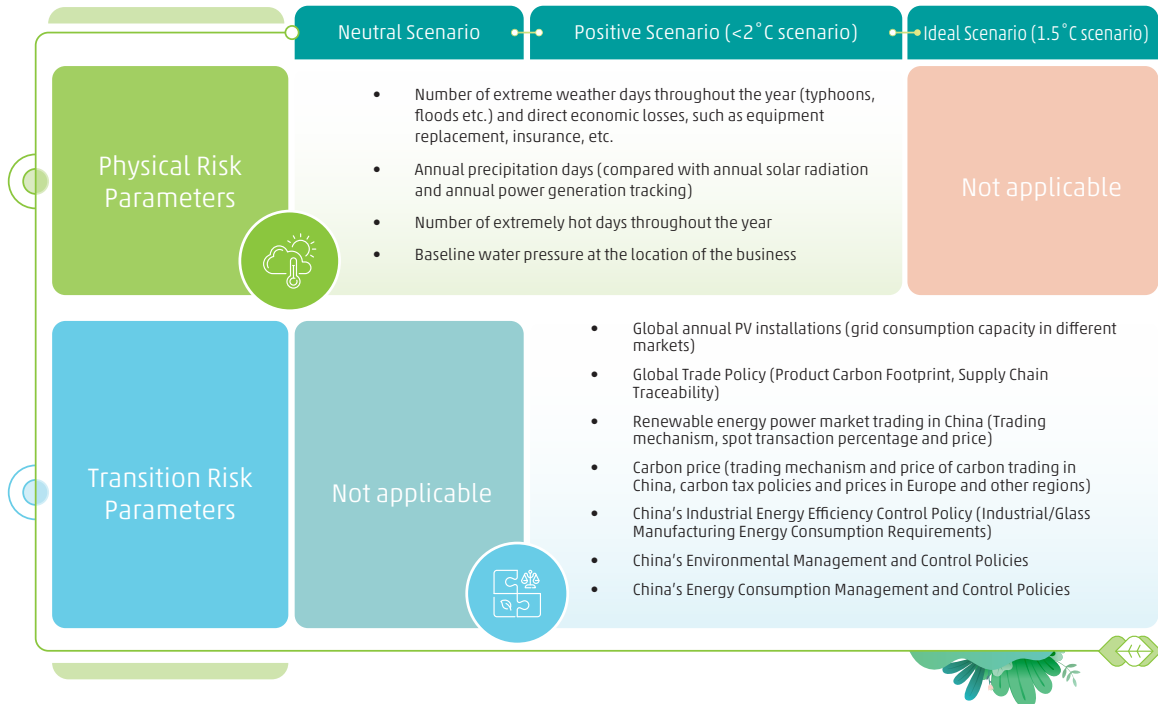 Neutral Scenario
Positive Scenario (<2˚C scenario)
Ideal Scenario (1.5˚C scenario)
Physical Risk
Parameters
• Number of extreme weather days throughout the year (typhoons,
floods etc.) and direct economic losses, such as equipment
replacement, insurance, etc.
• Annual precipitation days (compared with annual solar radiation
and annual power generation tracking)
• Number of extremely hot days throughout the year
• Baseline water pressure at the location of the business
Not applicable
Transition Risk
Parameters
Not applicable
• Global annual PV installations (grid consumption capacity in different
markets)
• Global Trade Policy (Product Carbon Footprint, Supply Chain
Traceability)
• Renewable energy power market trading in China (Trading
mechanism, spot transaction percentage and price)
• Carbon price (trading mechanism and price of carbon trading in
China, carbon tax policies and prices in Europe and other regions)
• China's Industrial Energy Efficiency Control Policy (Industrial/Glass
Manufacturing Energy Consumption Requirements)
• China's Environmental Management and Control Policies
• China's Energy Consumption Management and Control Policies